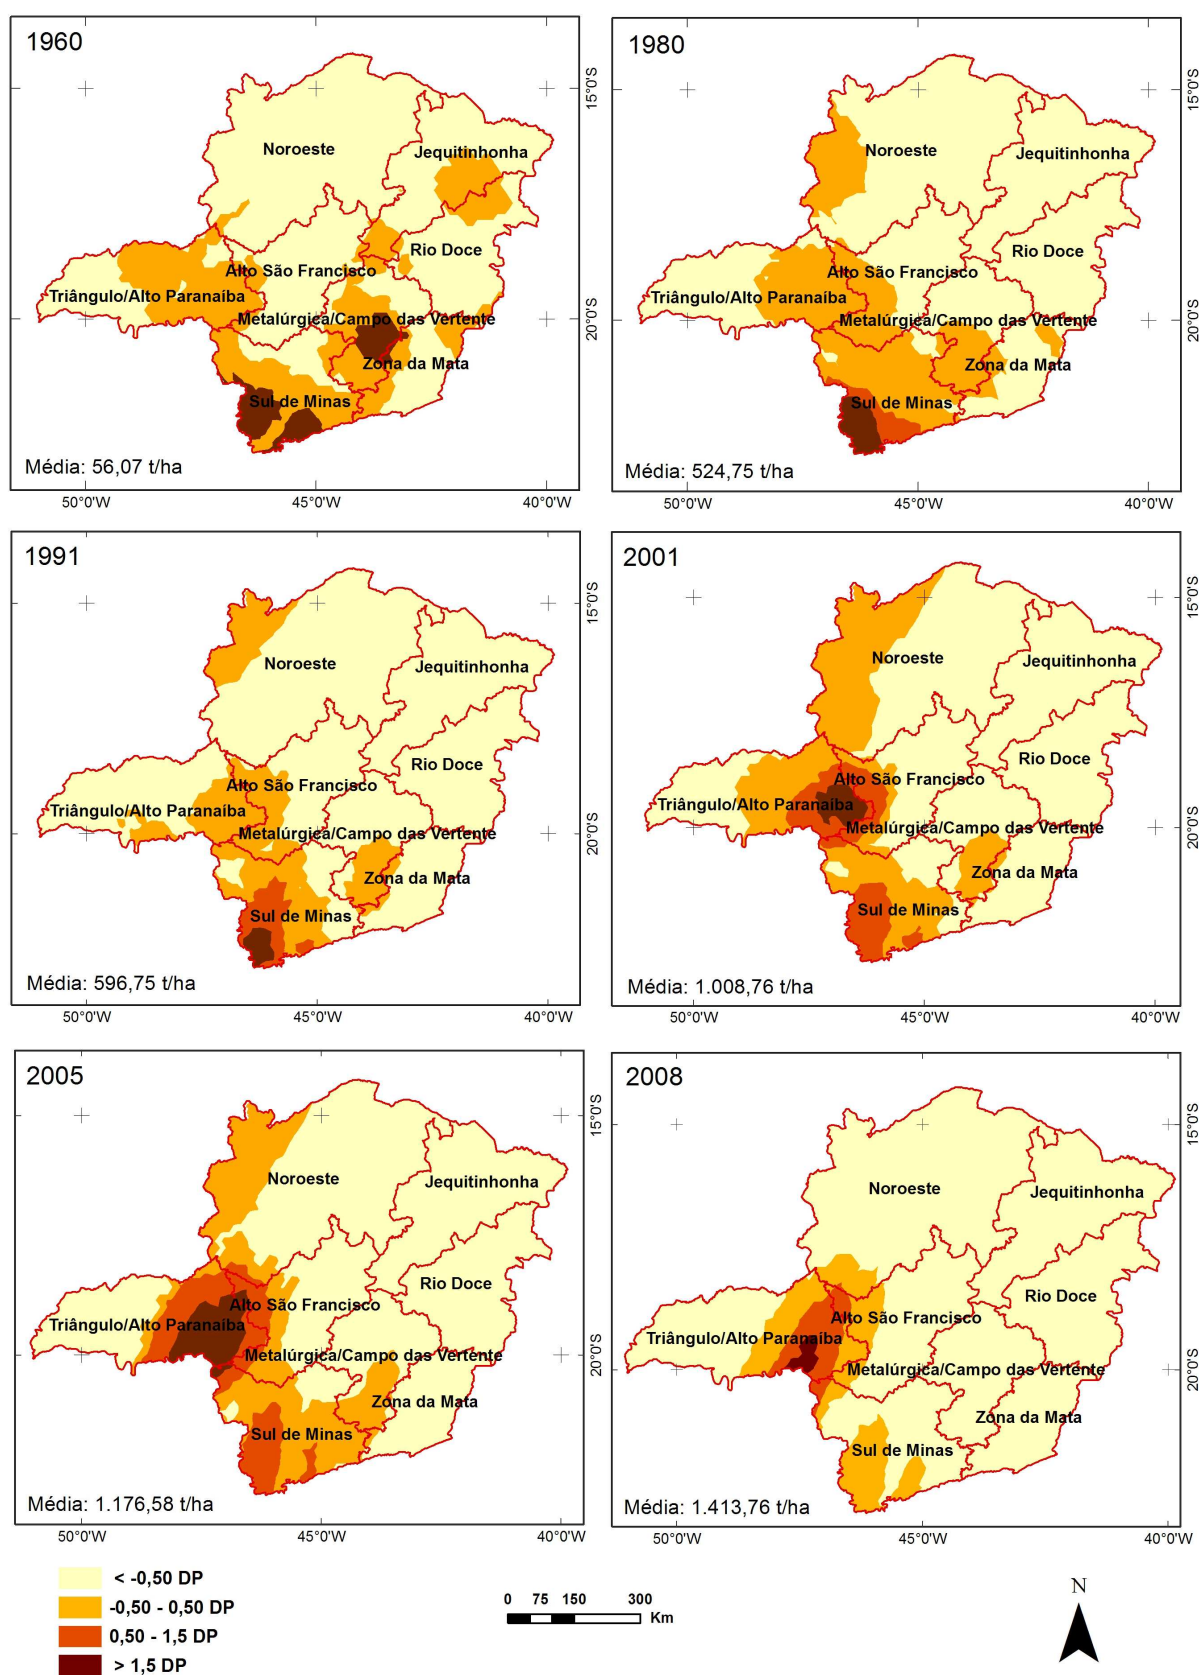 1960
Noroeste
Jequitinhonha
Rio Doce
Alto São Francisco
Triângulo/Alto Paranaíba
Metalúrgica/Campo das Vertente
Zona da Mata
Sul de Minas
Média: 56,07 t/ha
15°0'S
20°0'S
50°0'W 45°0'W 40°0'W
1980
Noroeste
Jequitinhonha
Rio Doce
Alto São Francisco
Triângulo/Alto Paranaíba
Metalúrgica/Campo das Vertente
Zona da Mata
Sul de Minas
Média: 524,75 t/ha
15°0'S
20°0'S
50°0'W 45°0'W 40°0'W
1991
Noroeste
Jequitinhonha
Rio Doce
Alto São Francisco
Triângulo/Alto Paranaíba
Metalúrgica/Campo das Vertente
Zona da Mata
Sul de Minas
Média: 596,75 t/ha
15°0'S
20°0'S
50°0'W 45°0'W 40°0'W
2001
Noroeste
Jequitinhonha
Rio Doce
Alto São Francisco
Triângulo/Alto Paranaíba
Metalúrgica/Campo das Vertente
Zona da Mata
Sul de Minas
Média: 1.008,76 t/ha
15°0'S
20°0'S
50°0'W 45°0'W 40°0'W
2005
Noroeste
Jequitinhonha
Rio Doce
Alto São Francisco
Triângulo/Alto Paranaíba
Metalúrgica/Campo das Vertente
Zona da Mata
Sul de Minas
Média: 1.176,58 t/ha
15°0'S
20°0'S
50°0'W 45°0'W 40°0'W
2008
Noroeste
Jequitinhonha
Rio Doce
Alto São Francisco
Triângulo/Alto Paranaíba
Metalúrgica/Campo das Vertente
Zona da Mata
Sul de Minas
Média: 1.413,76 t/ha
15°0'S
20°0'S
50°0'W 45°0'W 40°0'W
< -0,50 DP
-0,50 - 0,50 DP
0,50 - 1,5 DP
> 1,5 DP
0 75 150 300
Km
N